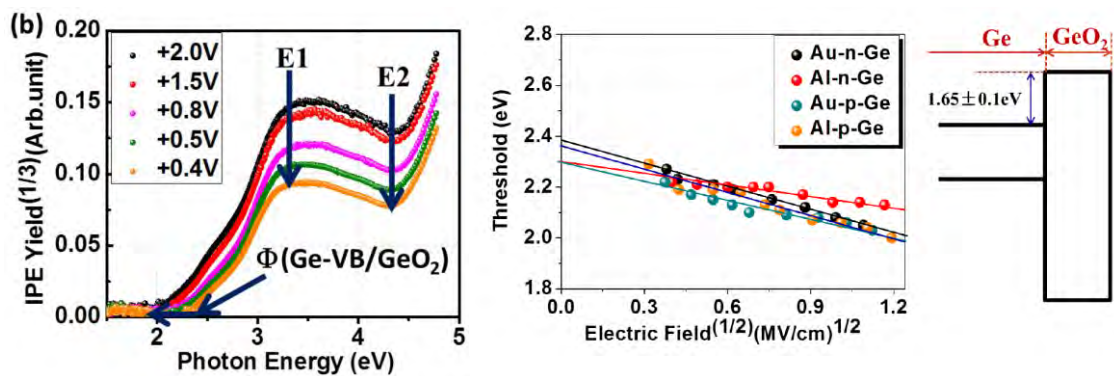 (b)
IPE Yield^(1/3)(Arb.unit)
0.20
0.15
0.10
0.05
0.00
+2.0V
+1.5V
+0.8V
+0.5V
+0.4V
E1
E2
Φ(Ge-VB/GeO₂)
2 3 4 5
Photon Energy (eV)
Threshold (eV)
2.8
2.6
2.4
2.2
2.0
1.8
Au-n-Ge
Al-n-Ge
Au-p-Ge
Al-p-Ge
0.0 0.3 0.6 0.9 1.2
Electric Field^(1/2)(MV/cm)^1/2
Ge GeO₂
1.65±0.1eV